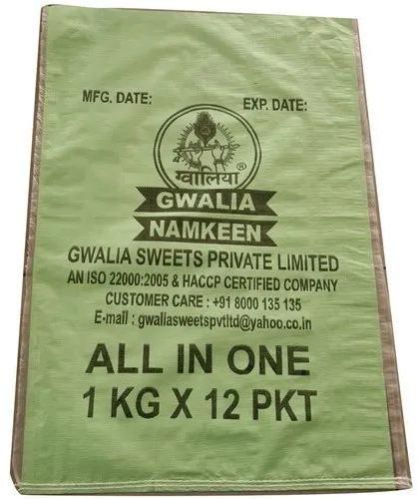 MFG. DATE: EXP. DATE:
ग्वालिया ®
GWALIA
NAMKEEN
GWALIA SWEETS PRIVATE LIMITED
AN ISO 22000:2005 & HACCP CERTIFIED COMPANY
CUSTOMER CARE : +91 8000 135 135
E-mail : gwaliasweetspvtltd@yahoo.co.in
ALL IN ONE
1 KG X 12 PKT